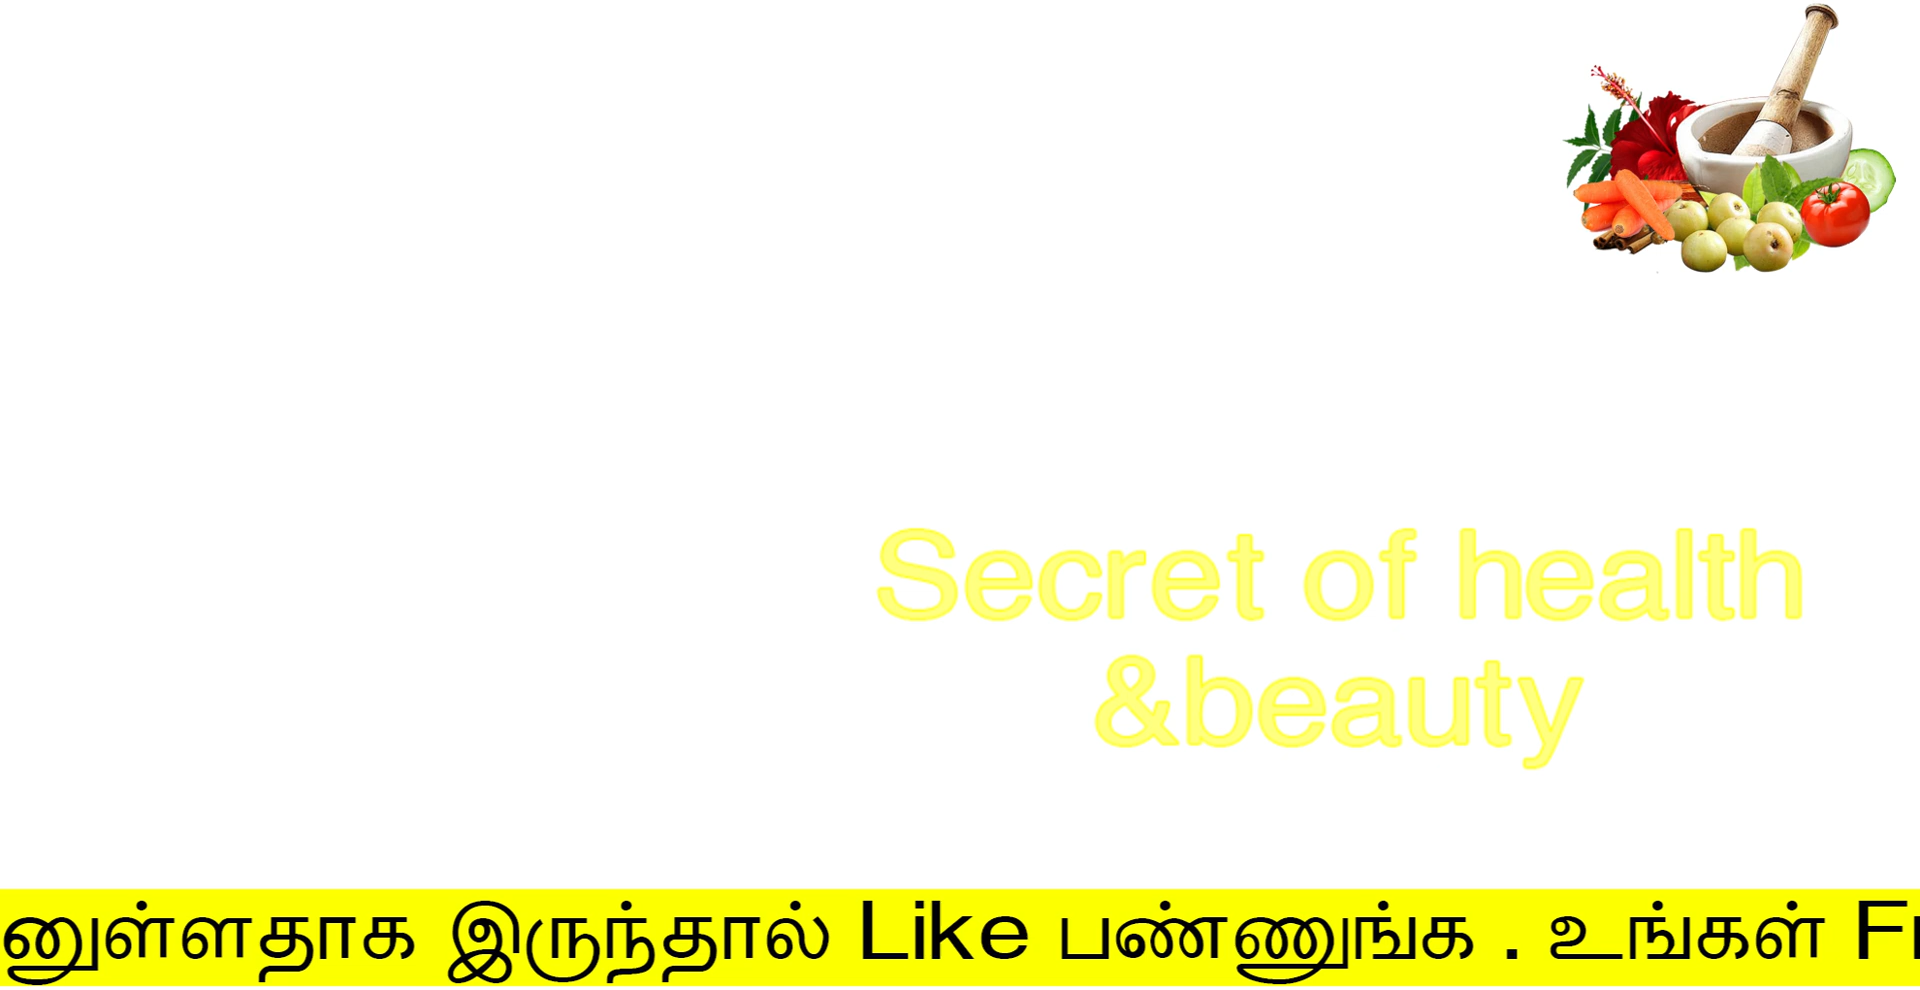 Secret of health
&beauty
னுள்ளதாக இருந்தால் Like பண்ணுங்க . உங்கள்